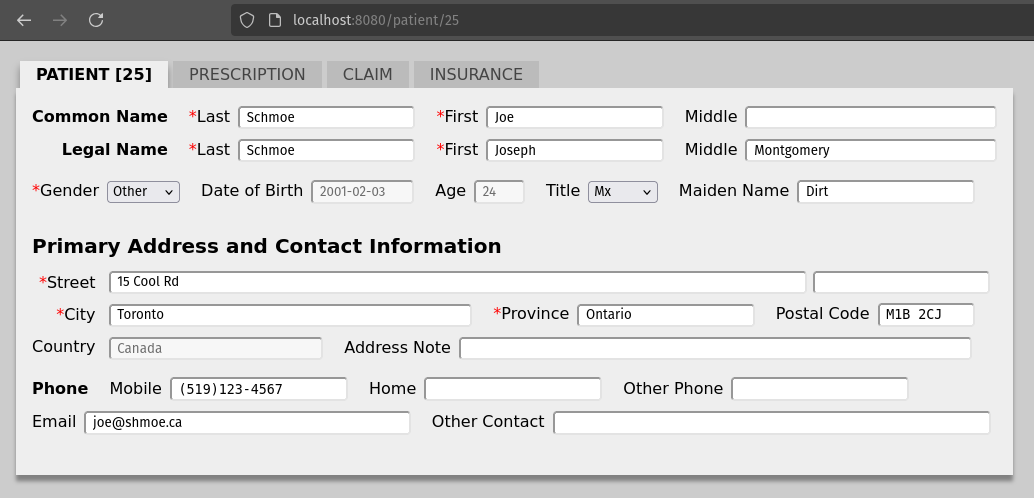 localhost:8080/patient/25
PATIENT [25] PRESCRIPTION CLAIM INSURANCE
Common Name *Last Schmoe *First Joe Middle
Legal Name *Last Schmoe *First Joseph Middle Montgomery
*Gender Other Date of Birth 2001-02-03 Age 24 Title Mx Maiden Name Dirt
Primary Address and Contact Information
*Street 15 Cool Rd
*City Toronto *Province Ontario Postal Code M1B 2CJ
Country Canada Address Note
Phone Mobile (519)123-4567 Home Other Phone
Email joe@shmoe.ca Other Contact